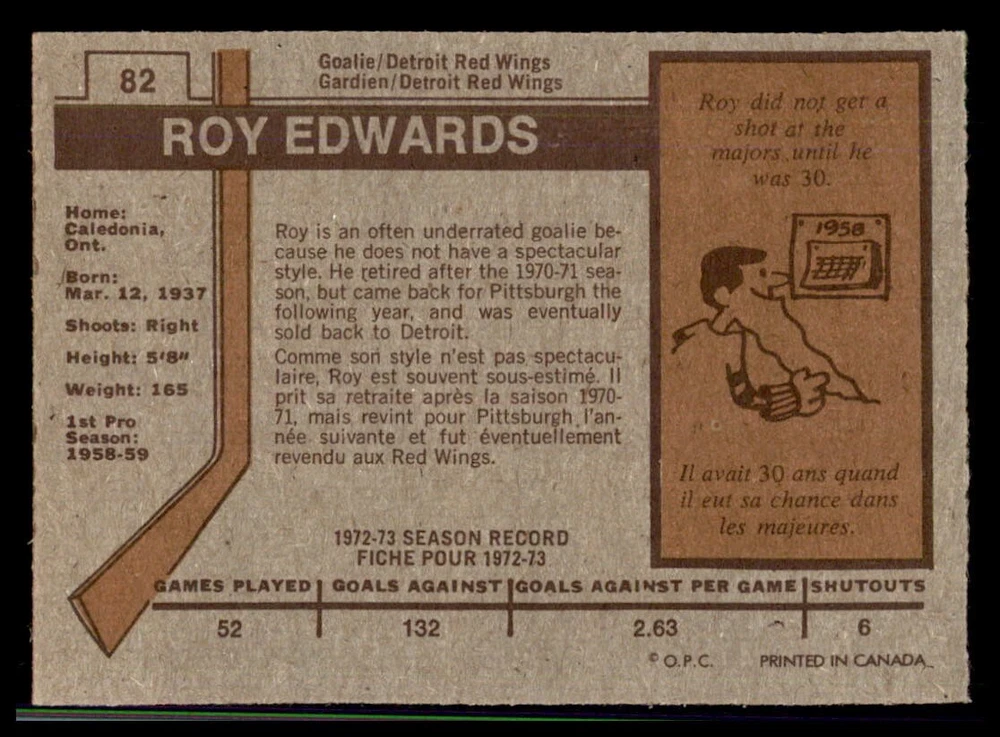 82
Goalie/Detroit Red Wings
Gardien/Detroit Red Wings
ROY EDWARDS
Home:
Caledonia,
Ont.
Born:
Mar. 12, 1937
Shoots: Right
Height: 5'8"
Weight: 165
1st Pro
Season:
1958-59
Roy is an often underrated goalie be-
cause he does not have a spectacular
style. He retired after the 1970-71 sea-
son, but came back for Pittsburgh the
following year, and was eventually
sold back to Detroit.
Comme son style n'est pas spectacu-
laire, Roy est souvent sous-estimé. Il
prit sa retraite après la saison 1970-
71, mais revint pour Pittsburgh l'an-
née suivante et fut éventuellement
revendu aux Red Wings.
Roy did not get a
shot at the
majors until he
was 30.
1958
Il avait 30 ans quand
il eut sa chance dans
les majeures.
1972-73 SEASON RECORD
FICHE POUR 1972-73
GAMES PLAYED GOALS AGAINST GOALS AGAINST PER GAME SHUTOUTS
52 132 2.63 6
© O.P.C. PRINTED IN CANADA